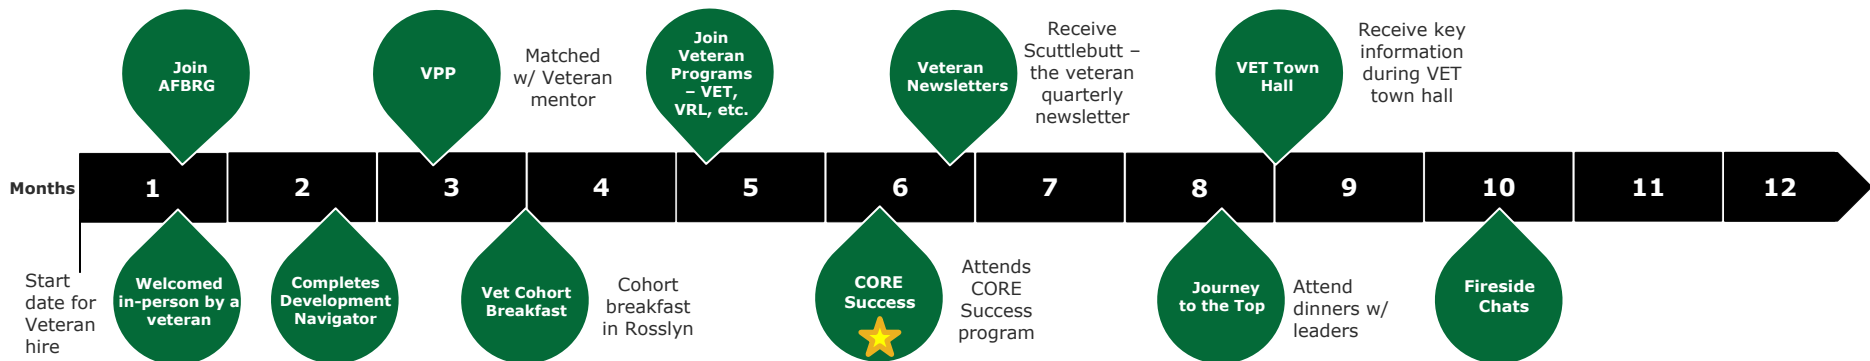 Join
AFBRG
VPP
Matched
w/ Veteran
mentor
Join
Veteran
Programs
– VET,
VRL, etc.
Veteran
Newsletters
Receive
Scuttlebutt –
the veteran
quarterly
newsletter
VET Town
Hall
Receive key
information
during VET
town hall
Months
1
2
3
4
5
6
7
8
9
10
11
12
Start
date for
Veteran
hire
Welcomed
in-person by a
veteran
Completes
Development
Navigator
Vet Cohort
Breakfast
Cohort
breakfast
in Rosslyn
CORE
Success
Attends
CORE
Success
program
Journey
to the Top
Attend
dinners w/
leaders
Fireside
Chats